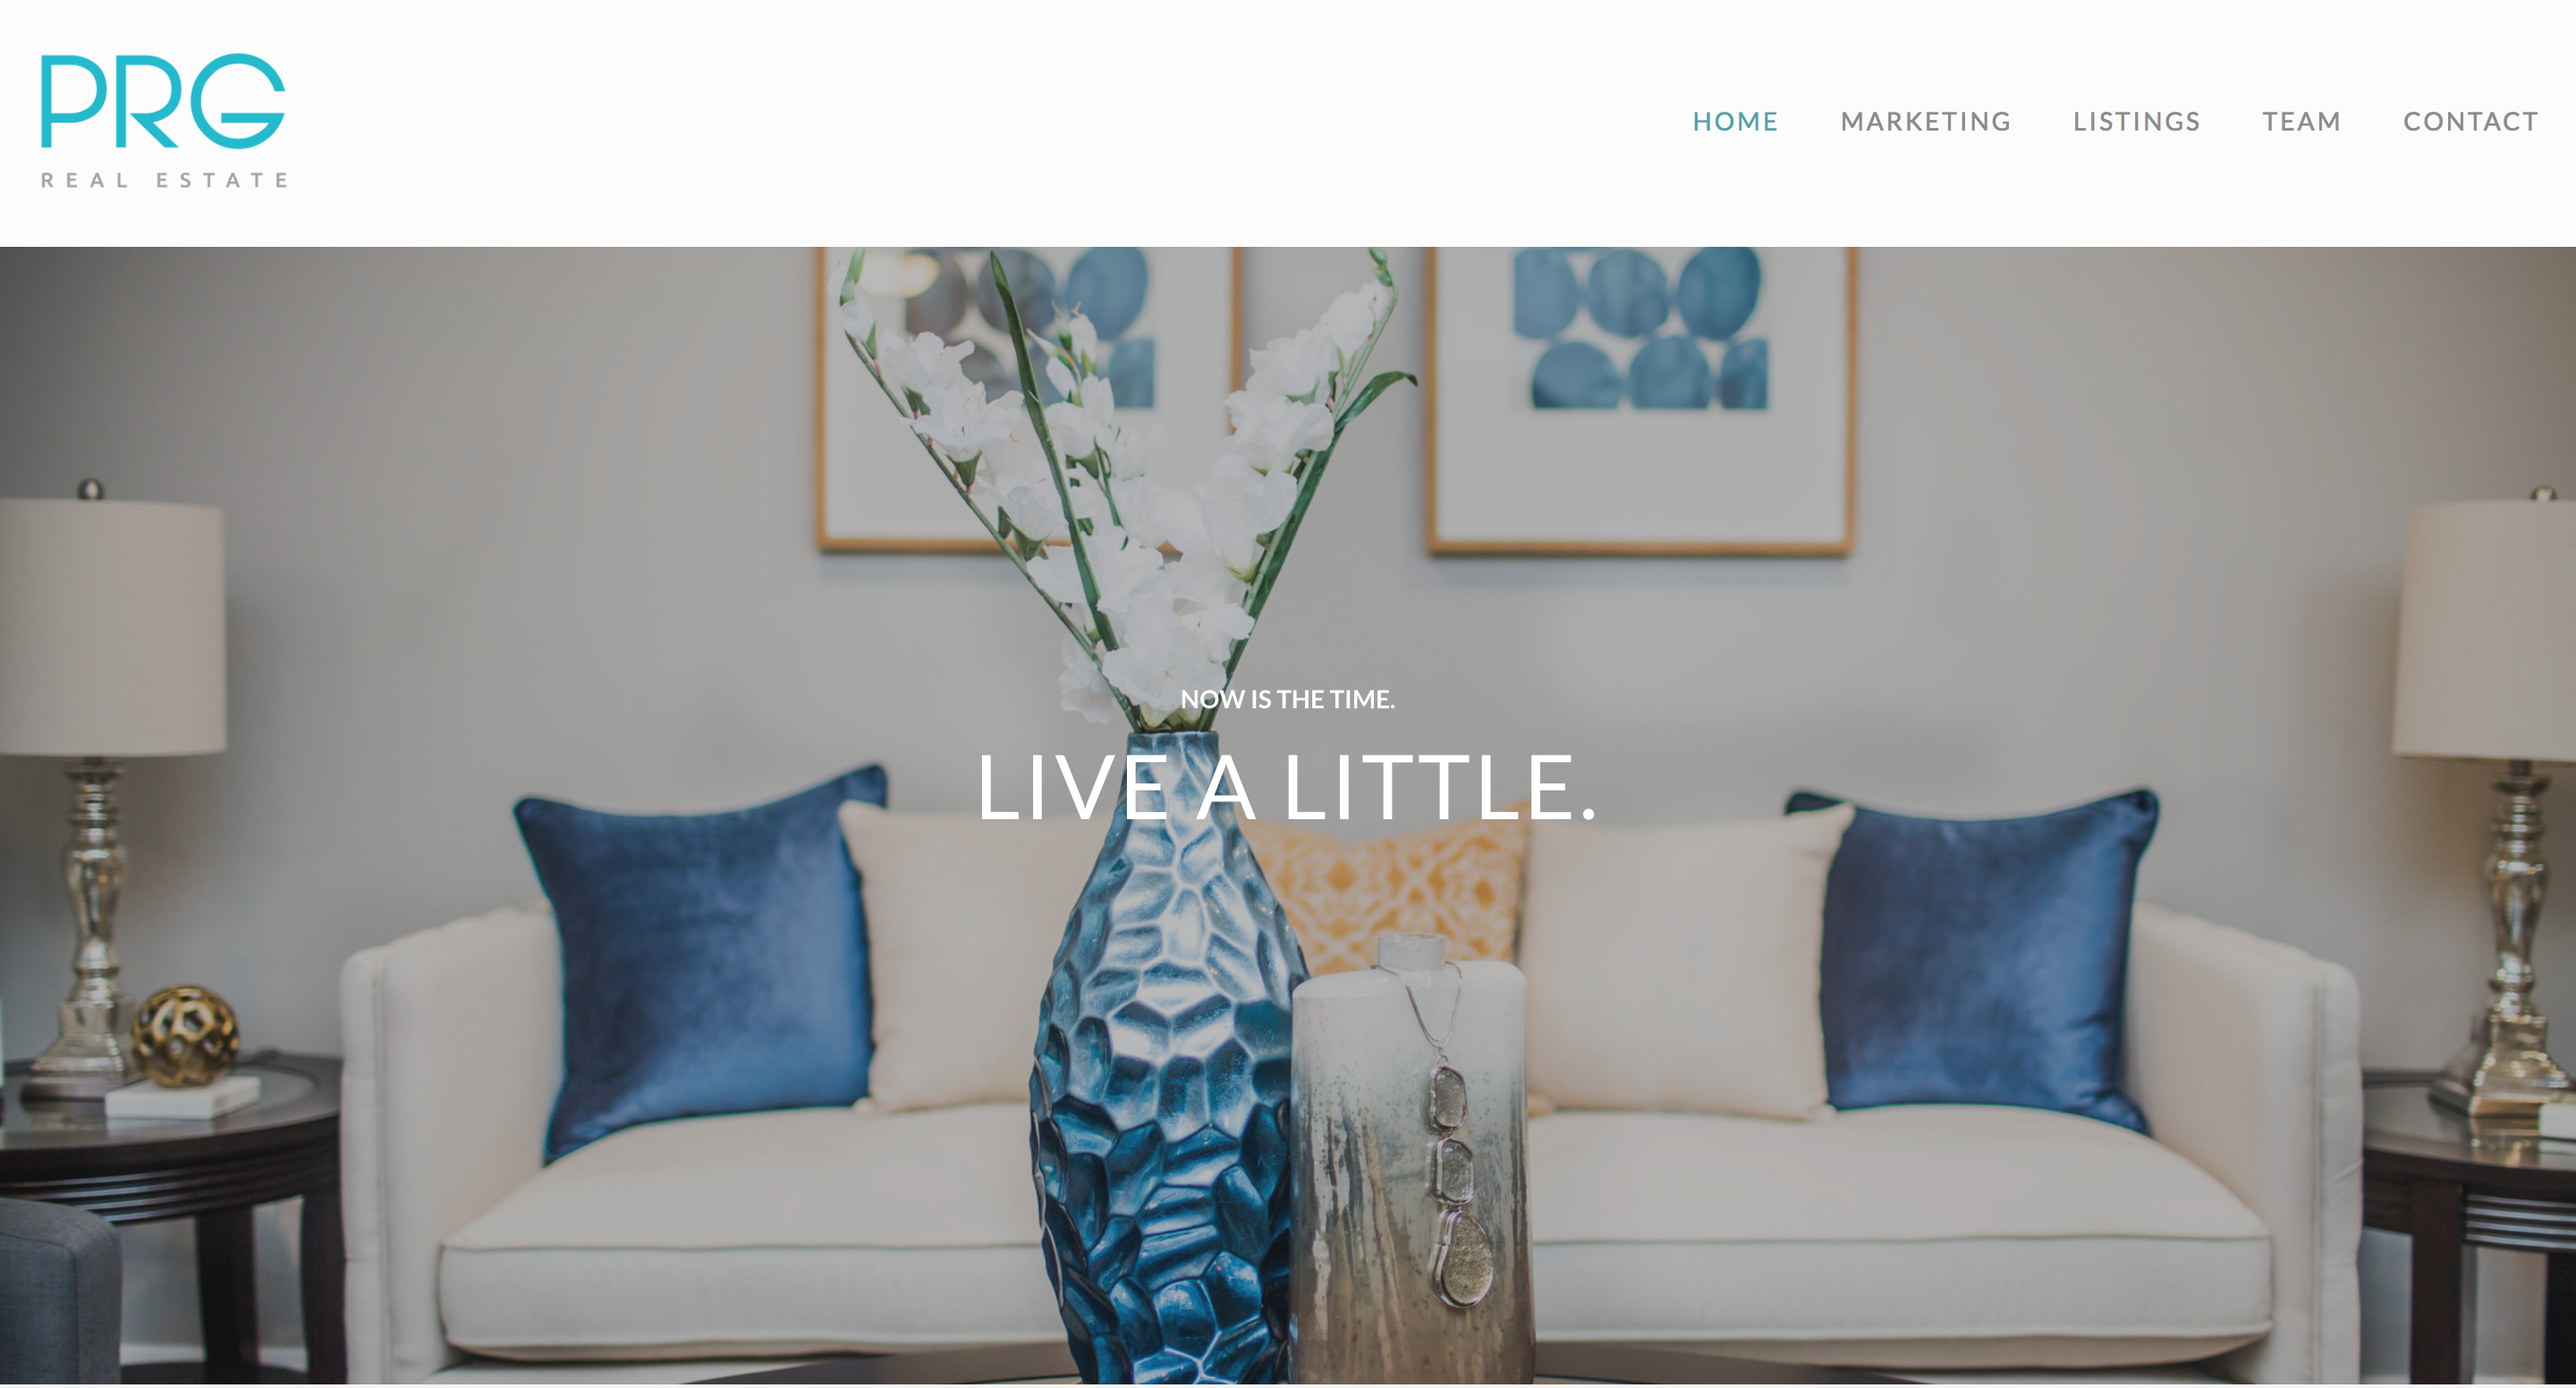 PRG
REAL ESTATE
HOME
MARKETING
LISTINGS
TEAM
CONTACT
NOW IS THE TIME.
LIVE A LITTLE.